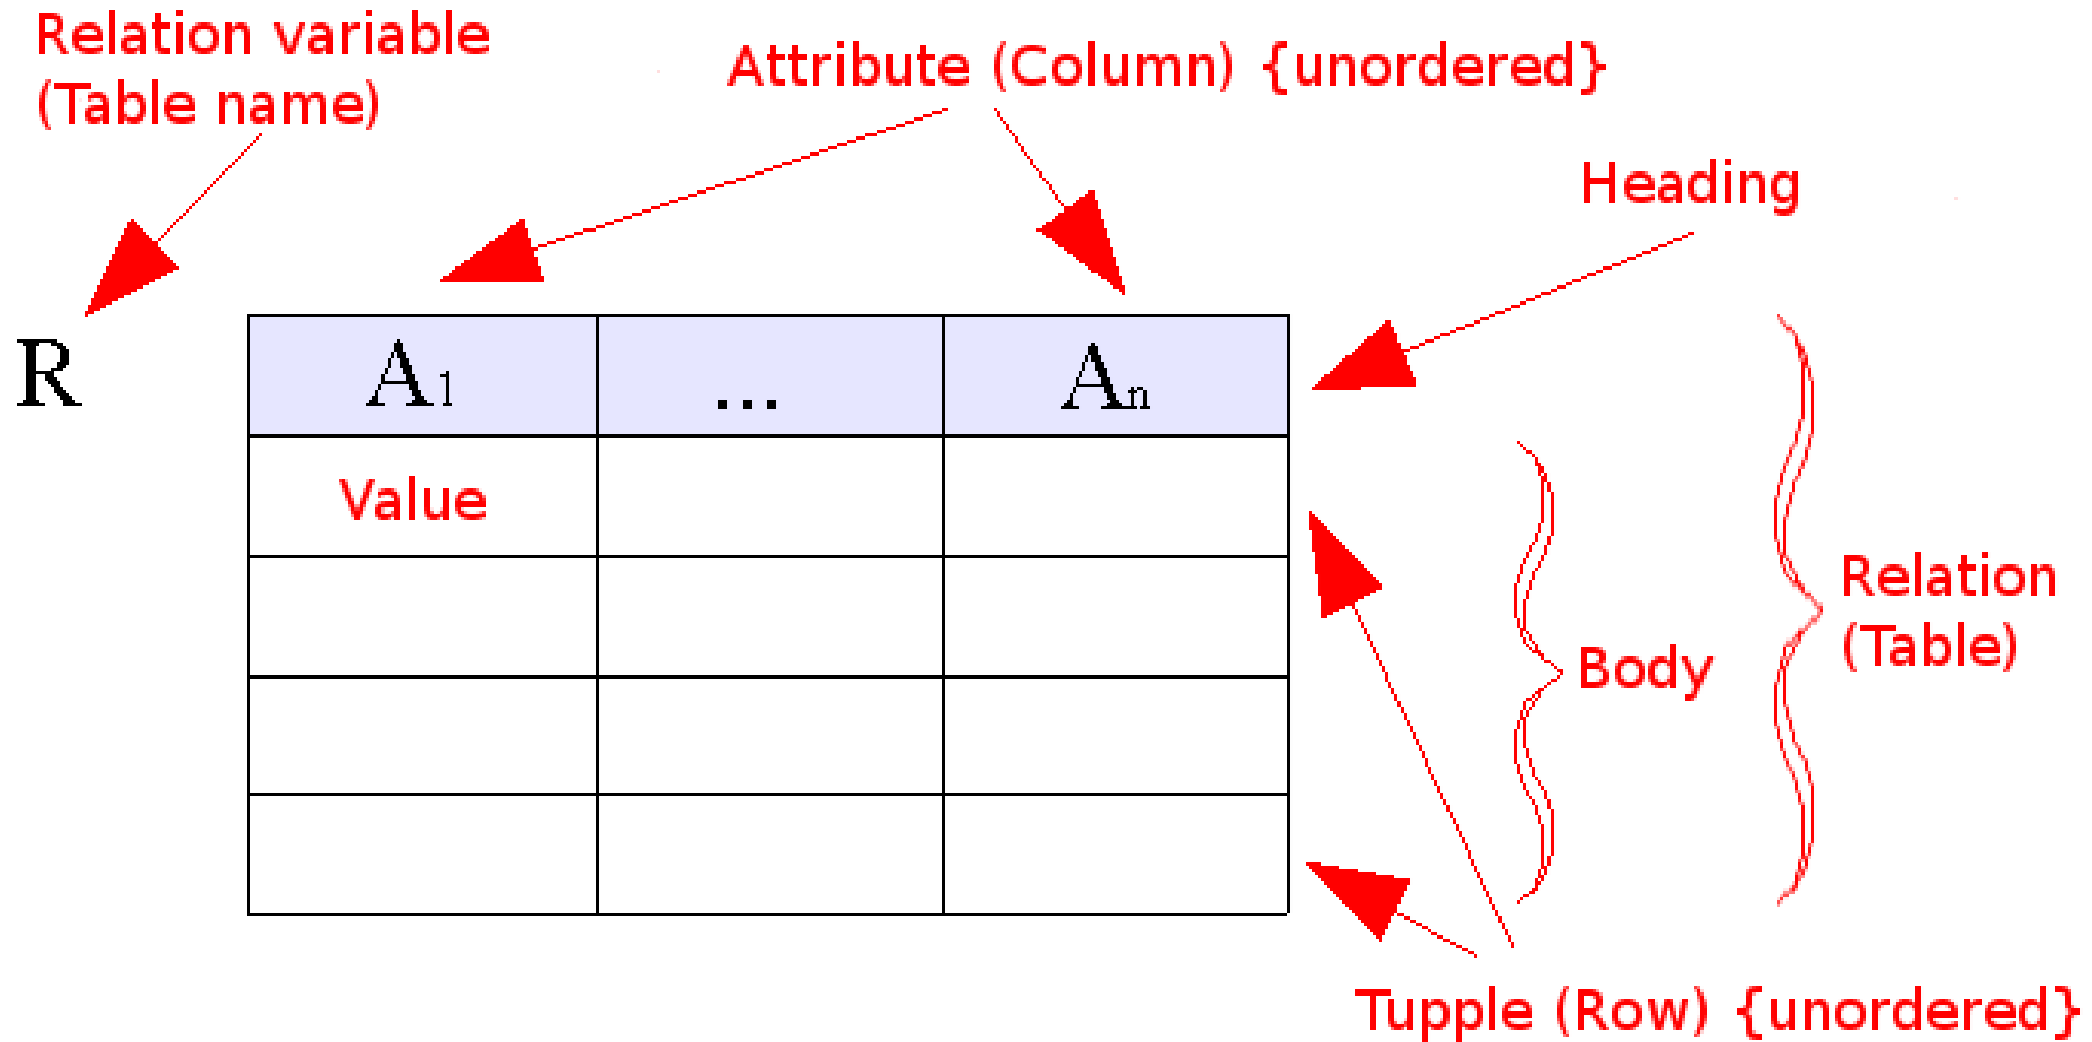 Relation variable
(Table name)
Attribute (Column) {unordered}
Heading
R
A1
...
An
Value
Relation
(Table)
Body
Tupple (Row) {unordered}